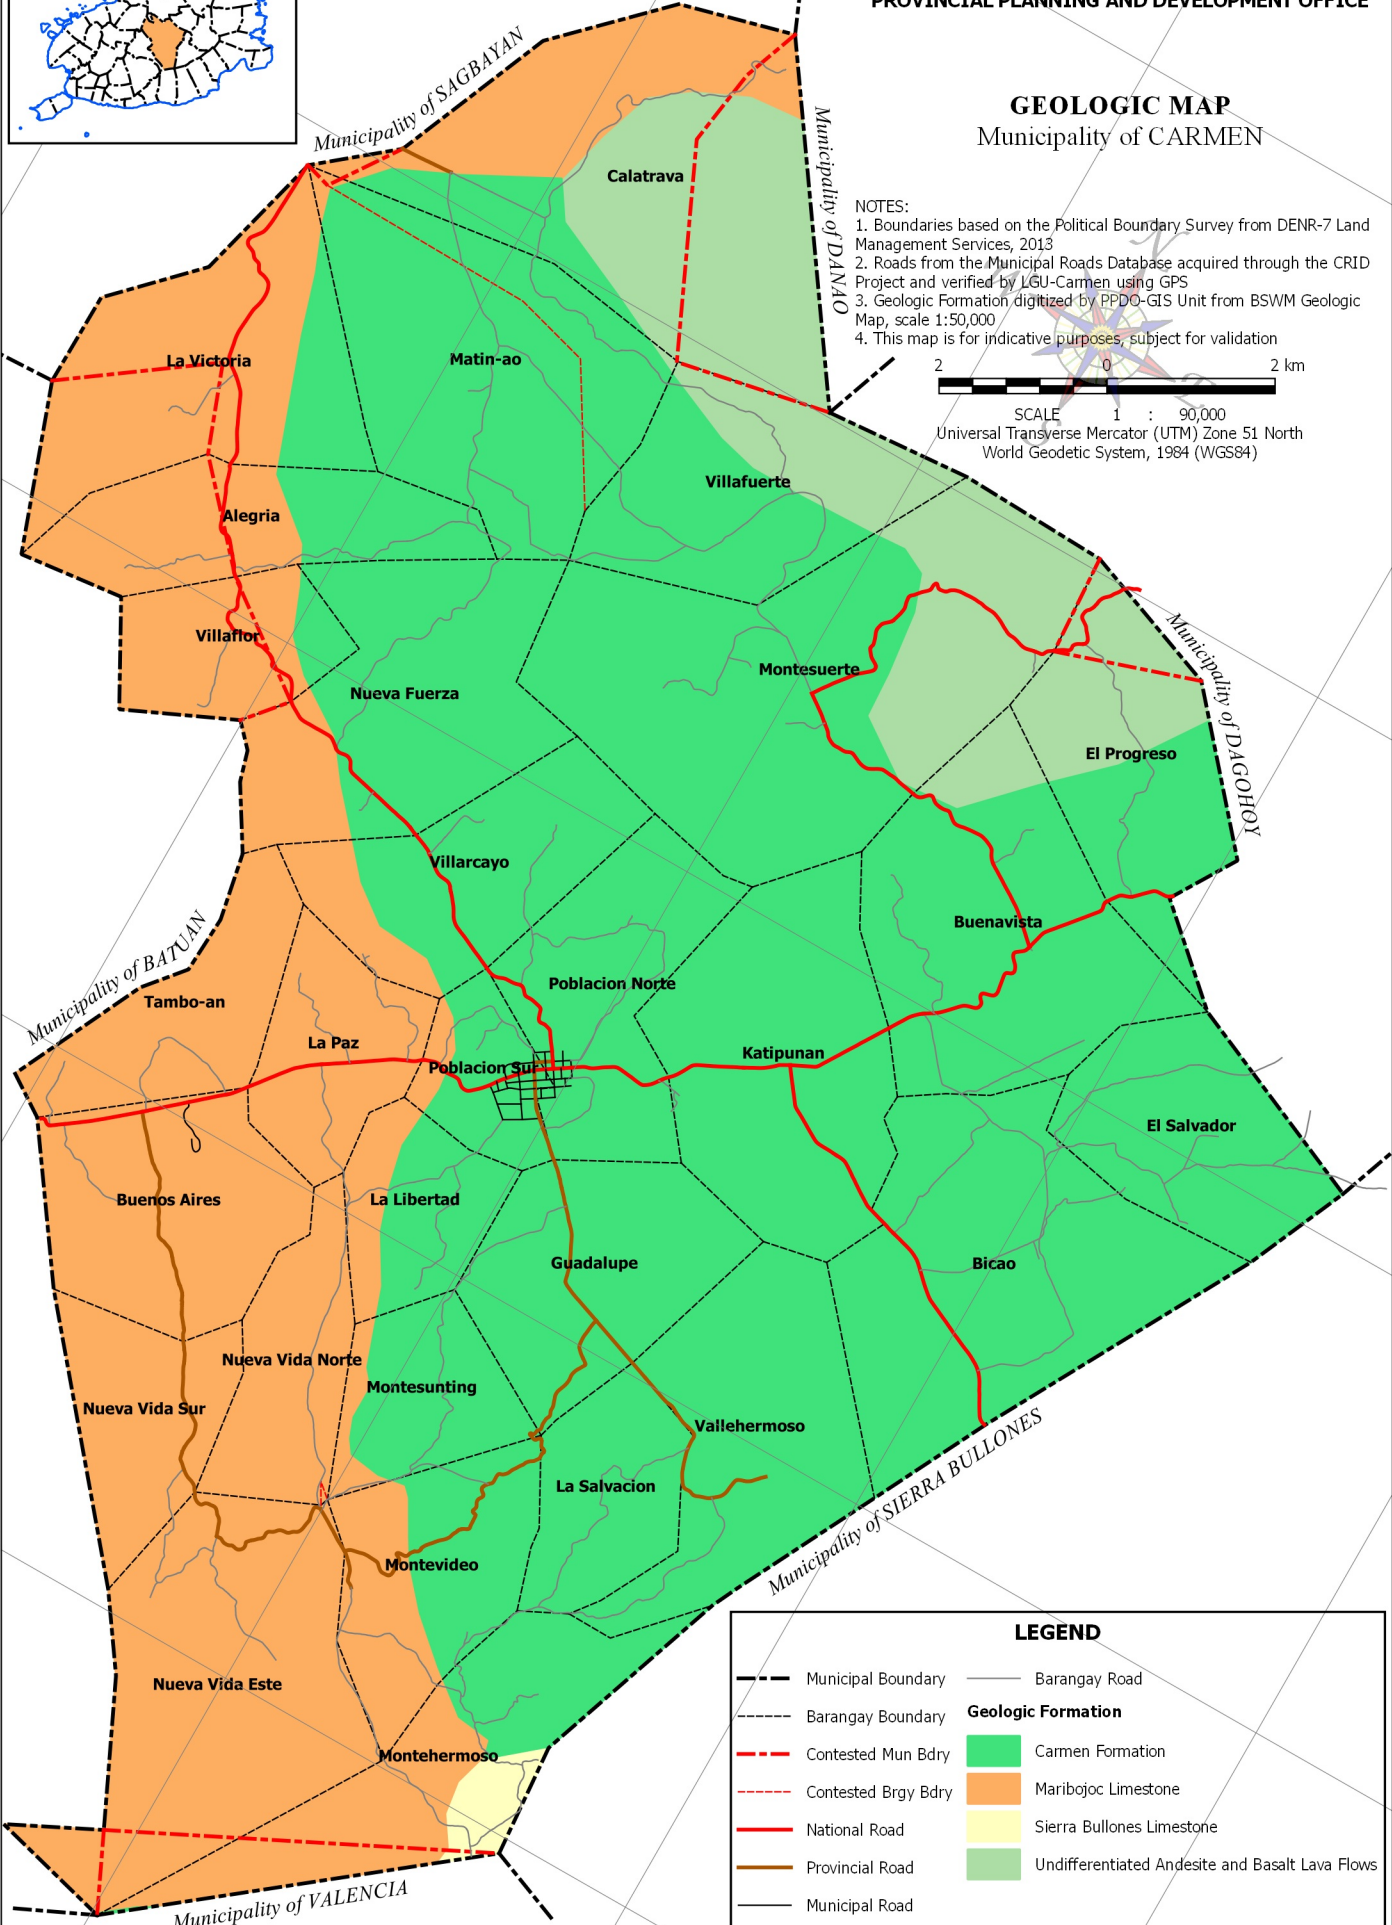 PROVINCIAL PLANNING AND DEVELOPMENT OFFICE
GEOLOGIC MAP
Municipality of CARMEN
NOTES:
1. Boundaries based on the Political Boundary Survey from DENR-7 Land
Management Services, 2013
2. Roads from the Municipal Roads Database acquired through the CRID
Project and verified by LGU-Carmen using GPS
3. Geologic Formation digitized by PPDO-GIS Unit from BSWM Geologic
Map, scale 1:50,000
4. This map is for indicative purposes, subject for validation
N
W
E
S
2 0 2 km
SCALE 1 : 90,000
Universal Transverse Mercator (UTM) Zone 51 North
World Geodetic System, 1984 (WGS84)
Municipality of SAGBAYAN
Municipality of DANAO
Municipality of DAGOHOY
Municipality of BATUAN
Municipality of SIERRA BULLONES
Municipality of VALENCIA
Calatrava
La Victoria
Matin-ao
Villafuerte
Alegria
Villaflor
Montesuerte
Nueva Fuerza
El Progreso
Villarcayo
Buenavista
Poblacion Norte
Tambo-an
La Paz
Katipunan
Poblacion Sur
El Salvador
Buenos Aires
La Libertad
Guadalupe
Bicao
Nueva Vida Norte
Montesunting
Nueva Vida Sur
Vallehermoso
La Salvacion
Montevideo
Nueva Vida Este
Montehermoso
LEGEND
Municipal Boundary
Barangay Boundary
Contested Mun Bdry
Contested Brgy Bdry
National Road
Provincial Road
Municipal Road
Barangay Road
Geologic Formation
Carmen Formation
Maribojoc Limestone
Sierra Bullones Limestone
Undifferentiated Andesite and Basalt Lava Flows